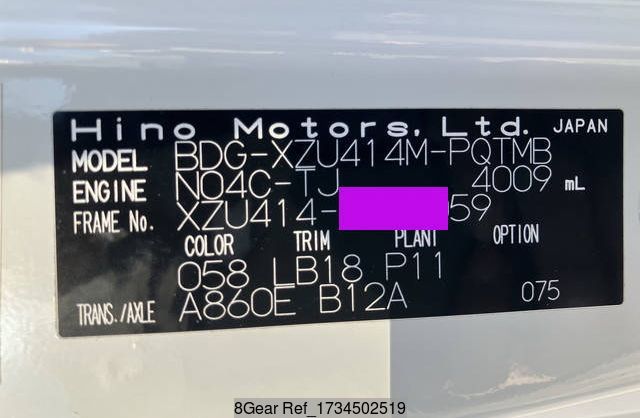 Hino Motors, Ltd. JAPAN
MODEL BDG-XZU414M-PQTMB
ENGINE N04C-TJ 4009 mL
FRAME No. XZU414- 59
COLOR TRIM PLANT OPTION
058 LB18 P11
TRANS./AXLE A860E B12A 075
8Gear Ref_1734502519